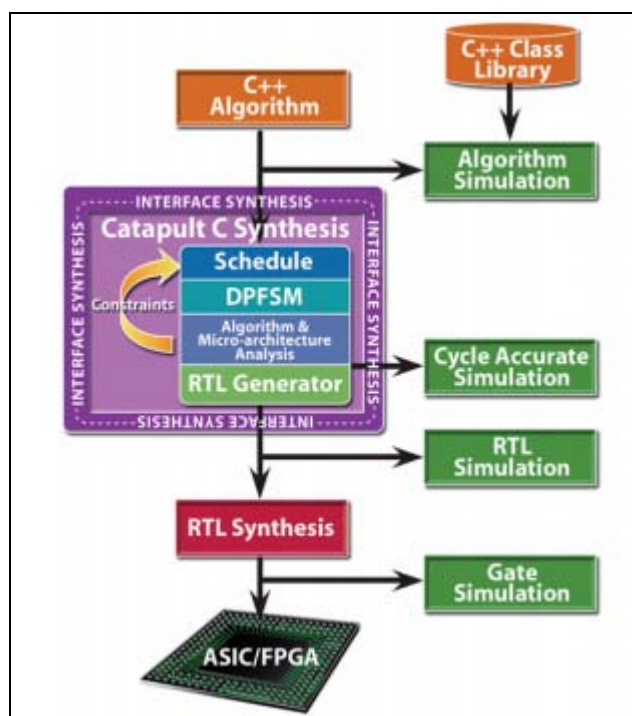 C++ Class
Library
C++
Algorithm
Algorithm
Simulation
INTERFACE SYNTHESIS
INTERFACE SYNTHESIS
INTERFACE SYNTHESIS
INTERFACE SYNTHESIS
Catapult C Synthesis
Schedule
Constraints
DPFSM
Algorithm &
Micro-architecture
Analysis
RTL Generator
Cycle Accurate
Simulation
RTL
Simulation
RTL Synthesis
Gate
Simulation
ASIC/FPGA